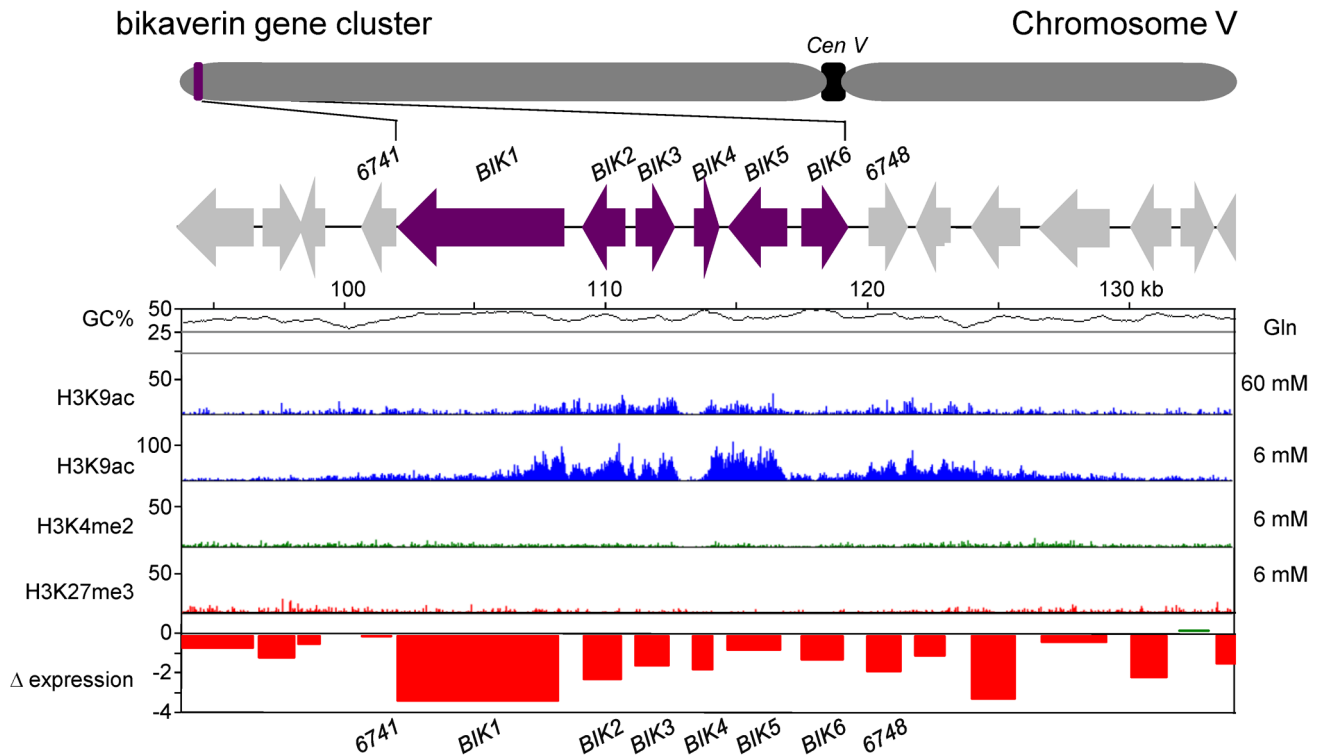 bikaverin gene cluster Chromosome V
Cen V
6741 BIK1 BIK2 BIK3 BIK4 BIK5 BIK6 6748
100 110 120 130 kb
50
GC% Gln
25
50 60 mM
H3K9ac
100 6 mM
H3K9ac
50 6 mM
H3K4me2
50 6 mM
H3K27me3
0
-2
Δ expression
-4
6741 BIK1 BIK2 BIK3 BIK4 BIK5 BIK6 6748